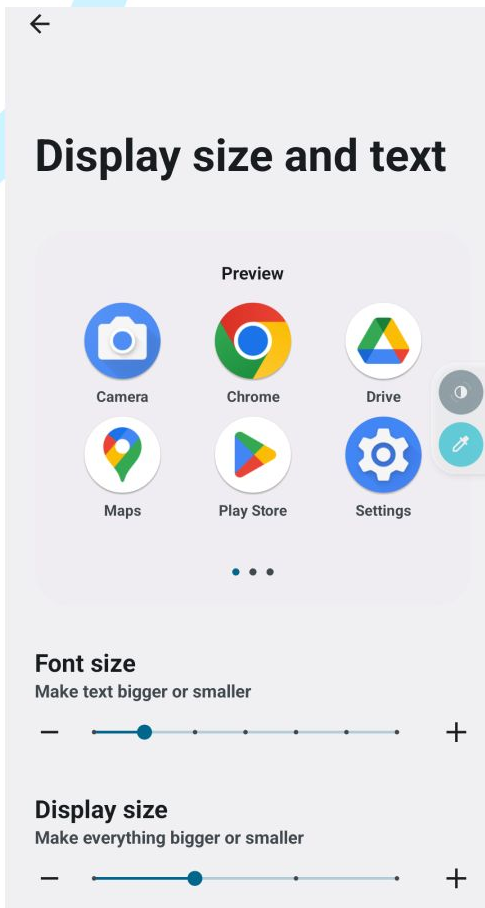 Display size and text
Preview
Camera Chrome Drive
Maps Play Store Settings
Font size
Make text bigger or smaller
Display size
Make everything bigger or smaller